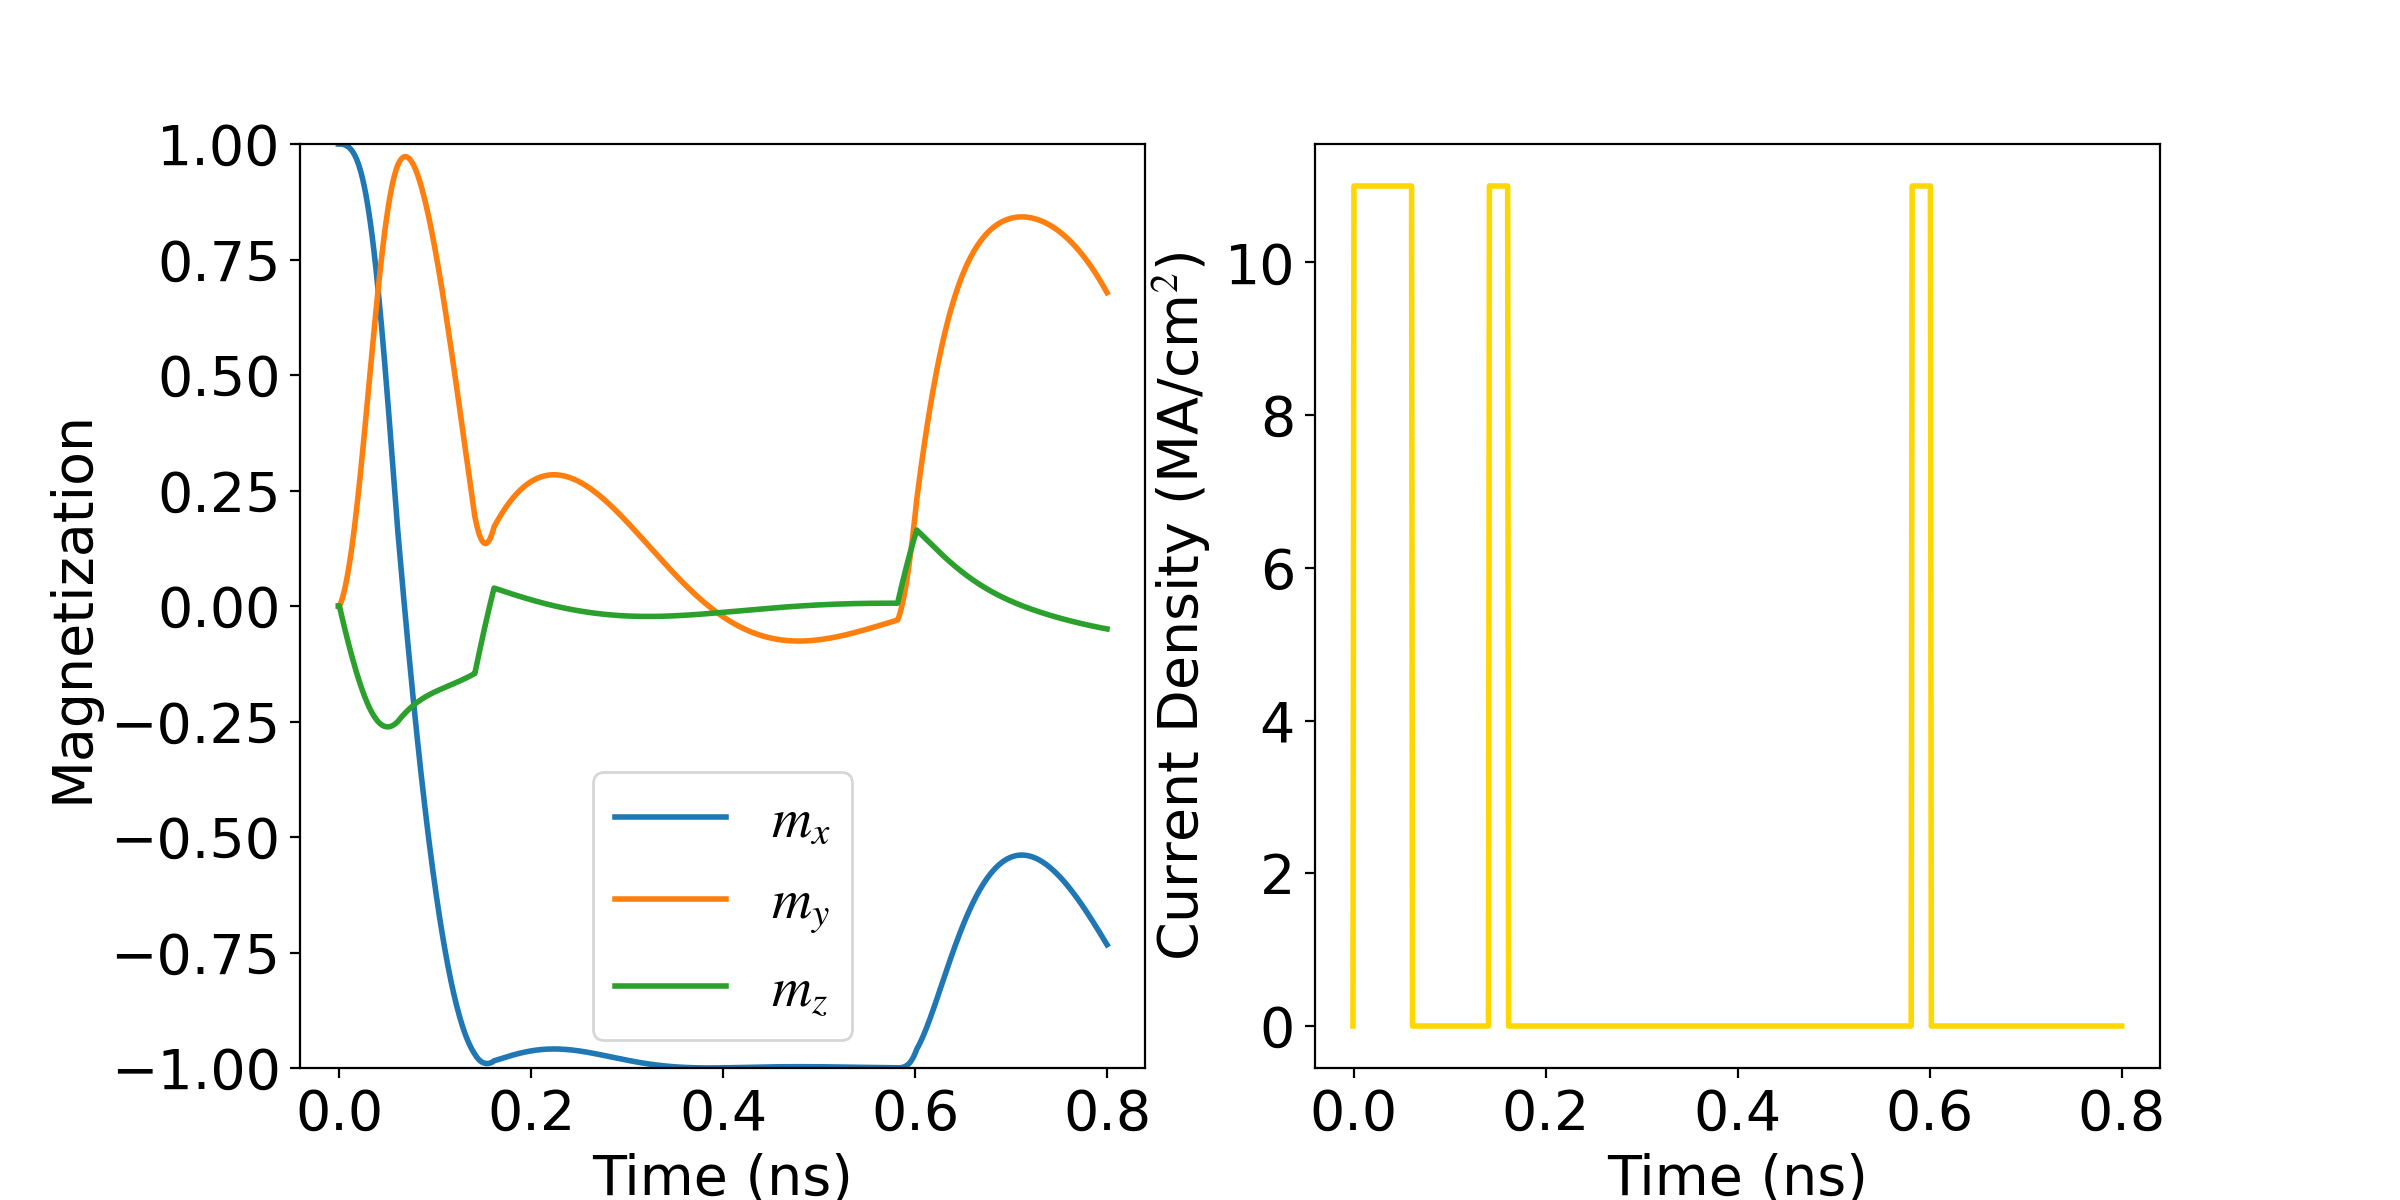 Magnetization
1.00
0.75
0.50
0.25
0.00
−0.25
−0.50
−0.75
−1.00
0.0 0.2 0.4 0.6 0.8
Time (ns)
m_x
m_y
m_z
Current Density (MA/cm²)
10
8
6
4
2
0
0.0 0.2 0.4 0.6 0.8
Time (ns)